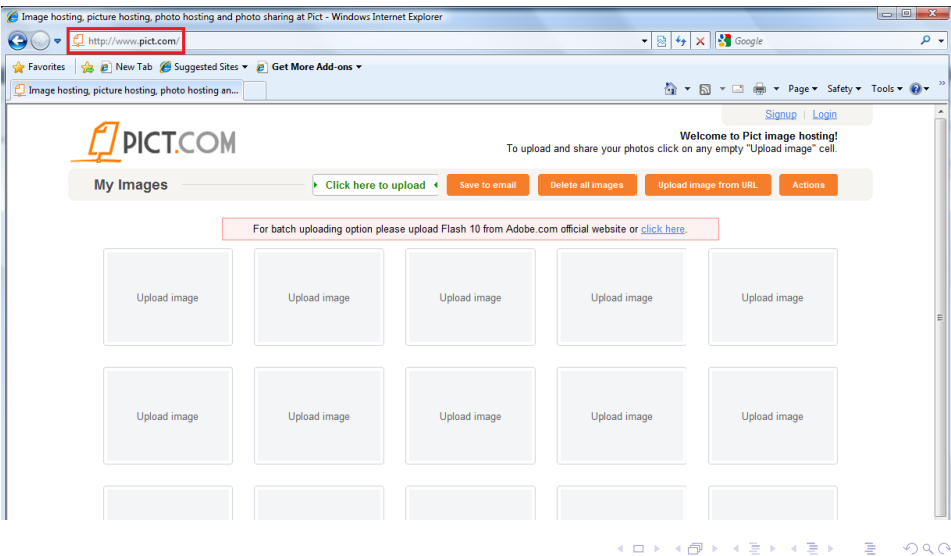 Image hosting, picture hosting, photo hosting and photo sharing at Pict - Windows Internet Explorer
http://www.pict.com/
Google
Favorites New Tab Suggested Sites Get More Add-ons
Image hosting, picture hosting, photo hosting an...
Page Safety Tools
Signup | Login
PICT.COM
Welcome to Pict image hosting!
To upload and share your photos click on any empty "Upload image" cell.
My Images Click here to upload Save to email Delete all images Upload image from URL Actions
For batch uploading option please upload Flash 10 from Adobe.com official website or click here.
Upload image Upload image Upload image Upload image Upload image
Upload image Upload image Upload image Upload image Upload image